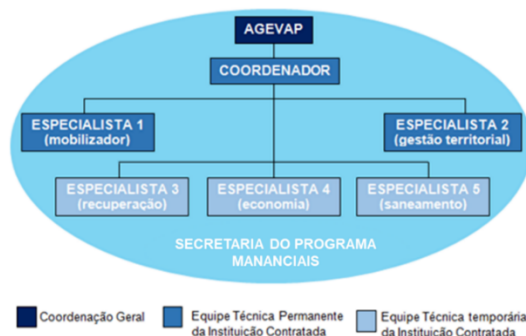 AGEVAP
COORDENADOR
ESPECIALISTA 1
(mobilizador)
ESPECIALISTA 2
(gestão territorial)
ESPECIALISTA 3
(recuperação)
ESPECIALISTA 4
(economia)
ESPECIALISTA 5
(saneamento)
SECRETARIA DO PROGRAMA
MANANCIAIS
Coordenação Geral
Equipe Técnica Permanente
da Instituição Contratada
Equipe Técnica temporária
da Instituição Contratada